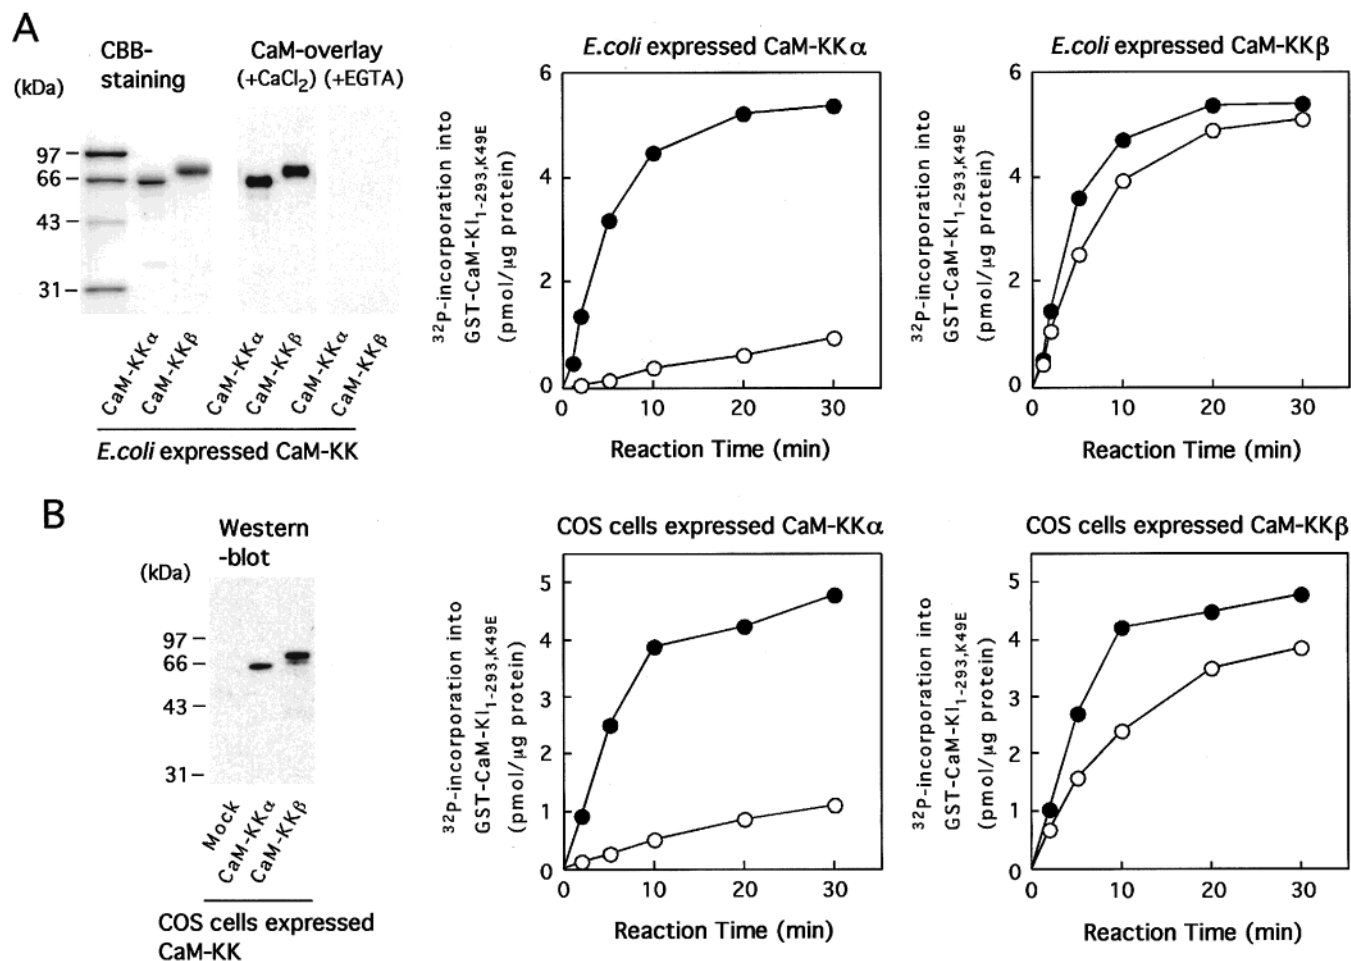 A
CBB-
staining
CaM-overlay
(+CaCl2) (+EGTA)
(kDa)
97
66
43
31
CaM-KKα
CaM-KKβ
CaM-KKα
CaM-KKβ
CaM-KKα
CaM-KKβ
E.coli expressed CaM-KK
E.coli expressed CaM-KKα
32P-incorporation into
GST-CaM-KI1-293,K49E
(pmol/μg protein)
6
4
2
0
0 10 20 30
Reaction Time (min)
E.coli expressed CaM-KKβ
32P-incorporation into
GST-CaM-KI1-293,K49E
(pmol/μg protein)
6
4
2
0
0 10 20 30
Reaction Time (min)
B
Western
-blot
(kDa)
97
66
43
31
Mock
CaM-KKα
CaM-KKβ
COS cells expressed
CaM-KK
COS cells expressed CaM-KKα
32P-incorporation into
GST-CaM-KI1-293,K49E
(pmol/μg protein)
5
4
3
2
1
0
0 10 20 30
Reaction Time (min)
COS cells expressed CaM-KKβ
32P-incorporation into
GST-CaM-KI1-293,K49E
(pmol/μg protein)
5
4
3
2
1
0
0 10 20 30
Reaction Time (min)